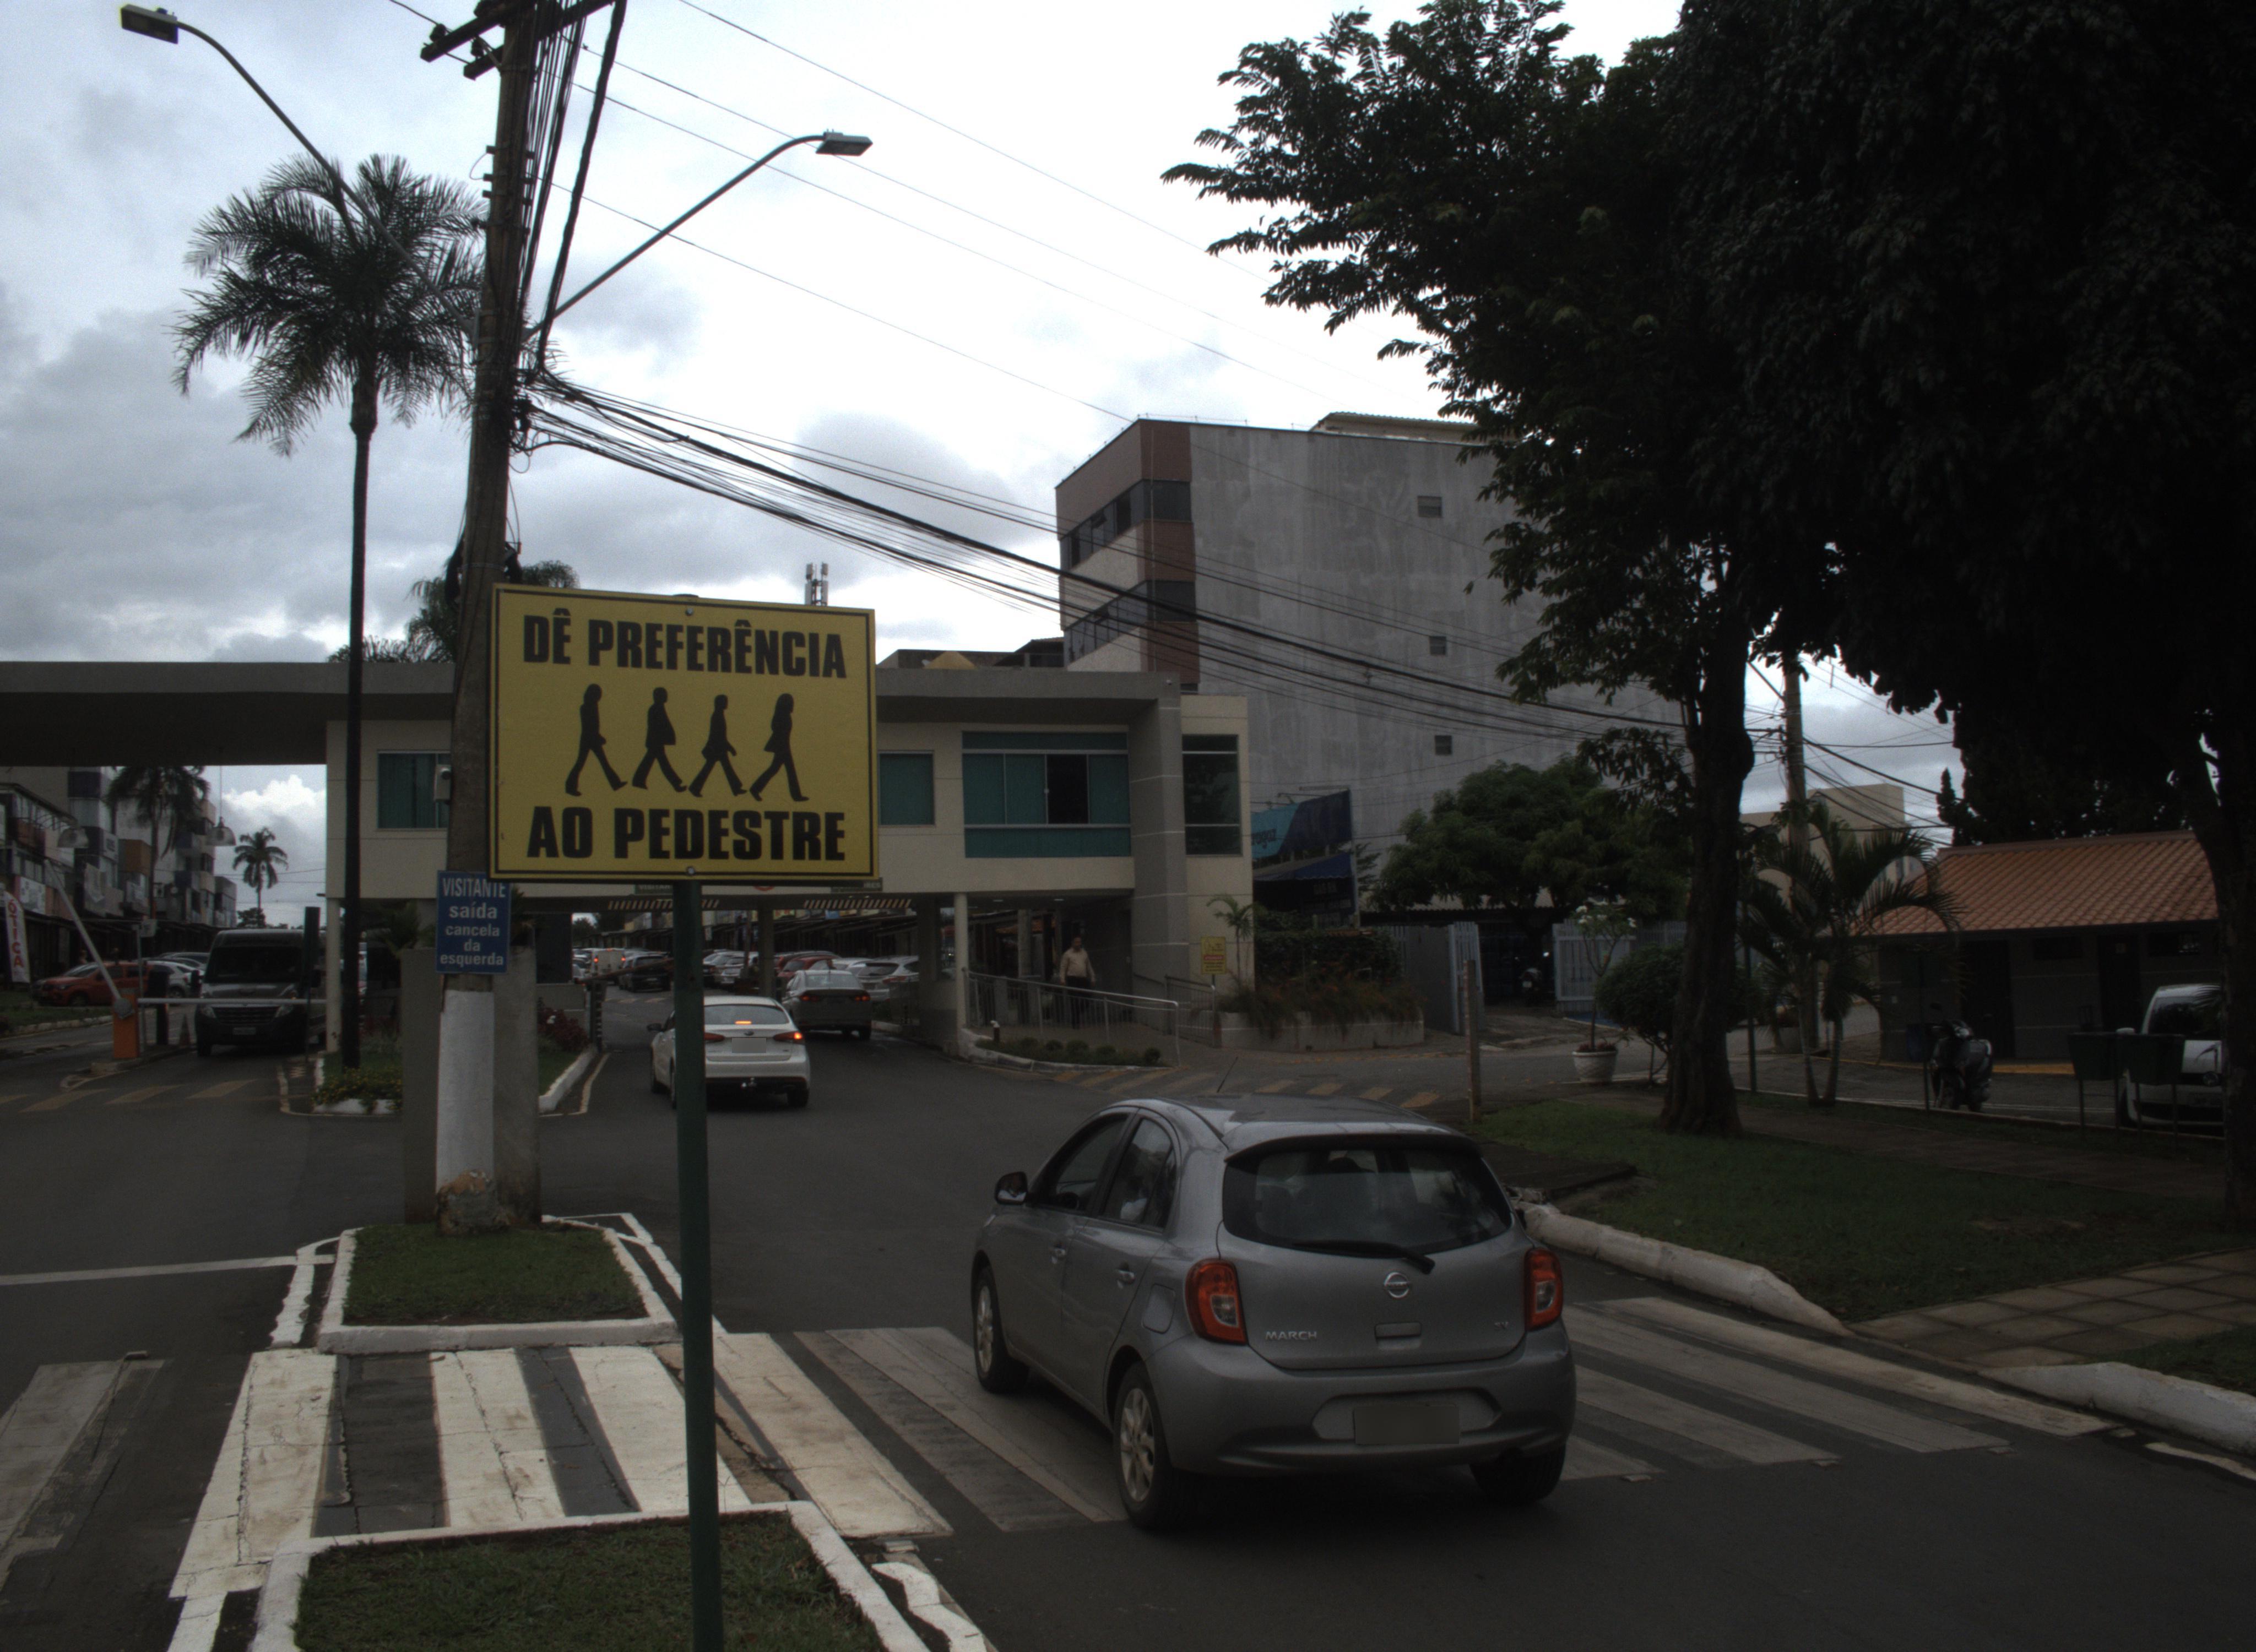 DÊ PREFERÊNCIA
AO PEDESTRE
VISITANTE
saída
cancela
da
esquerda
MARCH